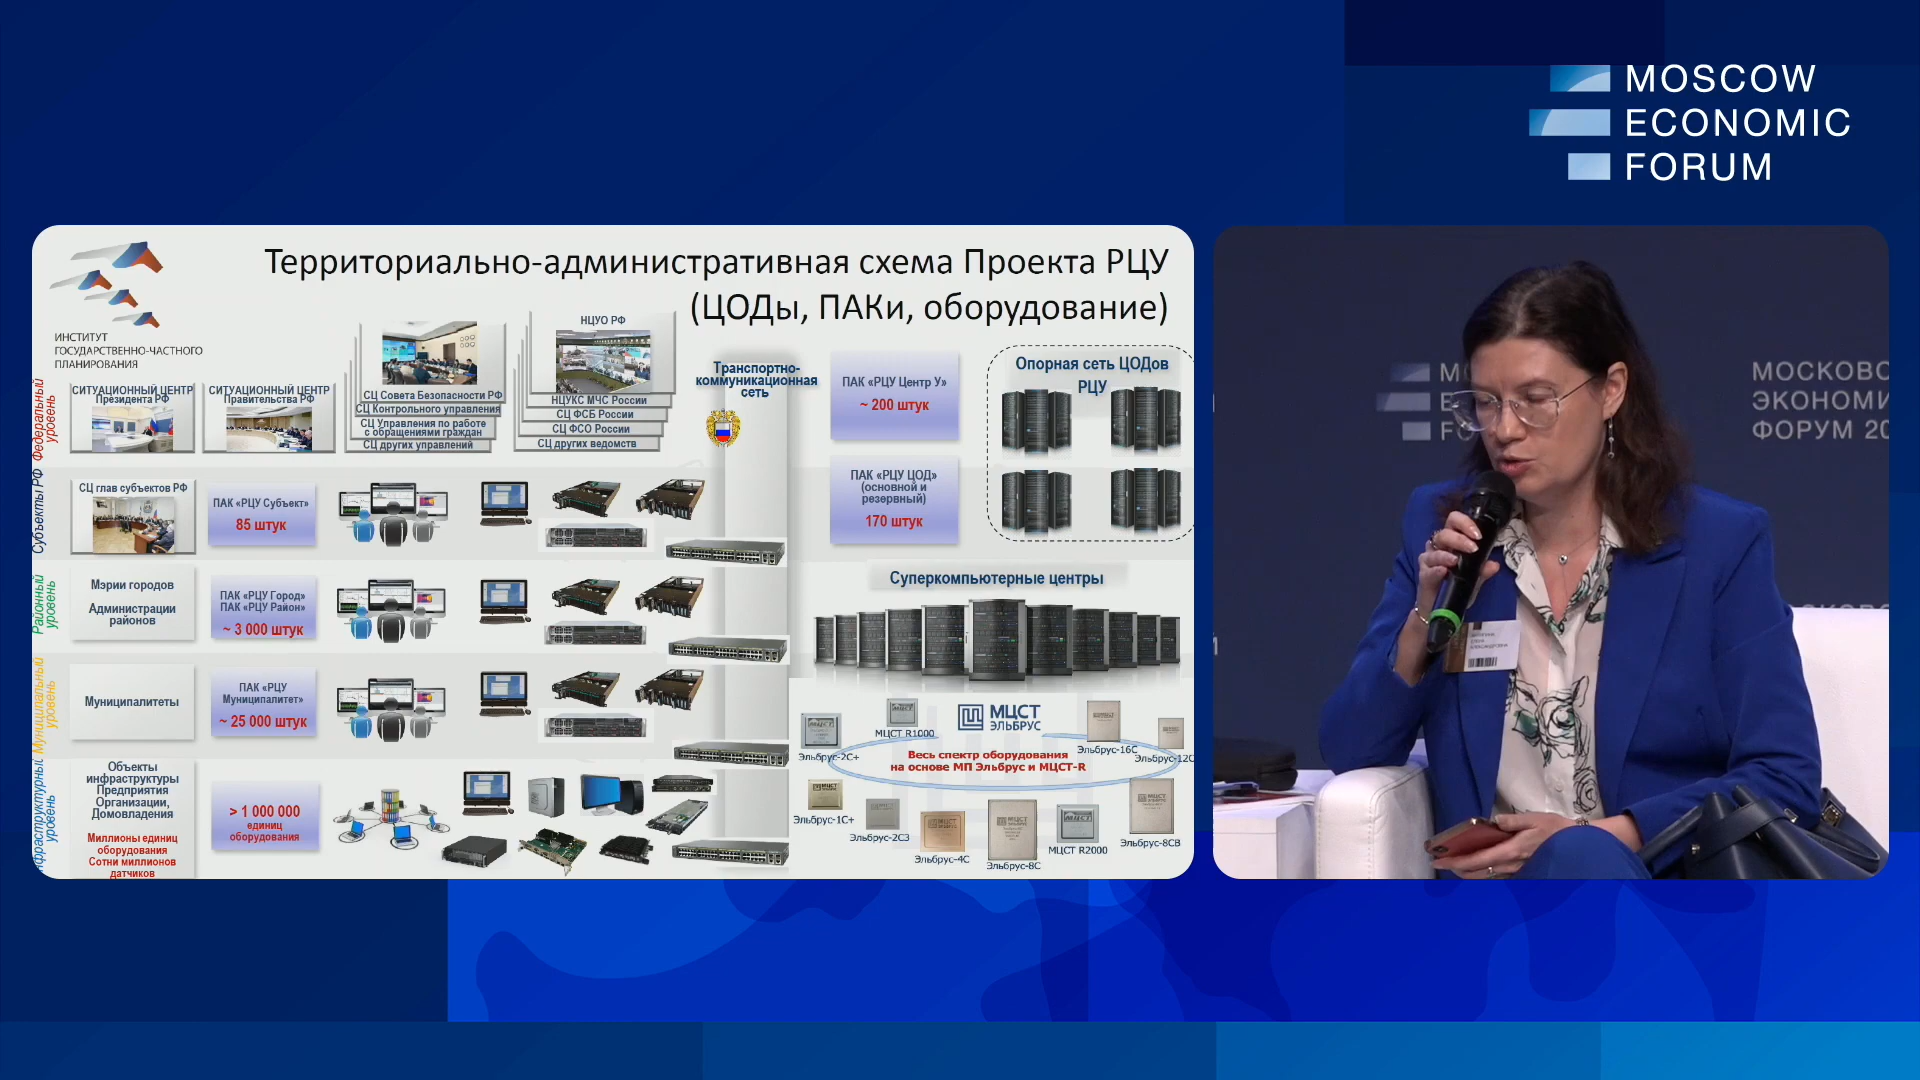 MOSCOW
ECONOMIC
FORUM
Территориально-административная схема Проекта РЦУ
(ЦОДы, ПАКи, оборудование)
ИНСТИТУТ
ГОСУДАРСТВЕННО-ЧАСТНОГО
ПЛАНИРОВАНИЯ
Федеральный
уровень
СИТУАЦИОННЫЙ ЦЕНТР
Президента РФ
СИТУАЦИОННЫЙ ЦЕНТР
Правительства РФ
СЦ Совета Безопасности РФ
СЦ Контрольного управления
СЦ Управления по работе
с обращениями граждан
СЦ других управлений
НЦУО РФ
НЦУКС МЧС России
СЦ ФСБ России
СЦ ФСО России
СЦ других ведомств
Транспортно-
коммуникационная
сеть
ПАК «РЦУ Центр У»
~ 200 штук
ПАК «РЦУ ЦОД»
(основной и
резервный)
170 штук
Опорная сеть ЦОДов
РЦУ
Субъекты РФ
СЦ глав субъектов РФ
ПАК «РЦУ Субъект»
85 штук
Районный
уровень
Мэрии городов
Администрации
районов
ПАК «РЦУ Город»
ПАК «РЦУ Район»
~ 3 000 штук
Суперкомпьютерные центры
Муниципальный
уровень
Муниципалитеты
ПАК «РЦУ
Муниципалитет»
~ 25 000 штук
нфраструктурный
уровень
Объекты
инфраструктуры
Предприятия
Организации,
Домовладения
Миллионы единиц
оборудования
Сотни миллионов
датчиков
> 1 000 000
единиц
оборудования
МЦСТ
ЭЛЬБРУС
Эльбрус-2С+
МЦСТ R1000
Эльбрус-16С
Эльбрус-12С
Весь спектр оборудования
на основе МП Эльбрус и МЦСТ-R
Эльбрус-1С+
Эльбрус-2С3
Эльбрус-4С
Эльбрус-8С
МЦСТ R2000
Эльбрус-8СВ
МОСКОВС
ЭКОНОМИ
ФОРУМ 20